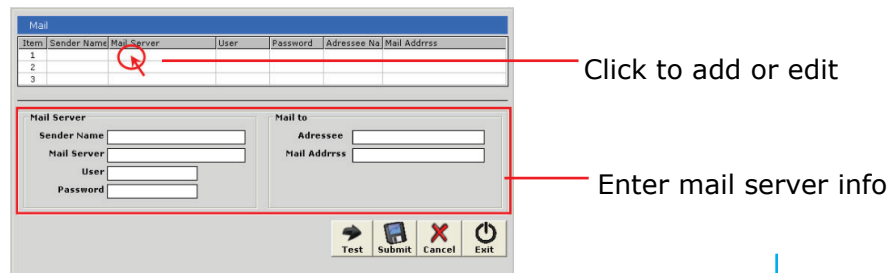 Mail
Item Sender Name Mail Server User Password Adressee Na Mail Addrrss
1
2
3
Click to add or edit
Mail Server
Sender Name
Mail Server
User
Password
Mail to
Adressee
Mail Addrrss
Enter mail server info
Test Submit Cancel Exit